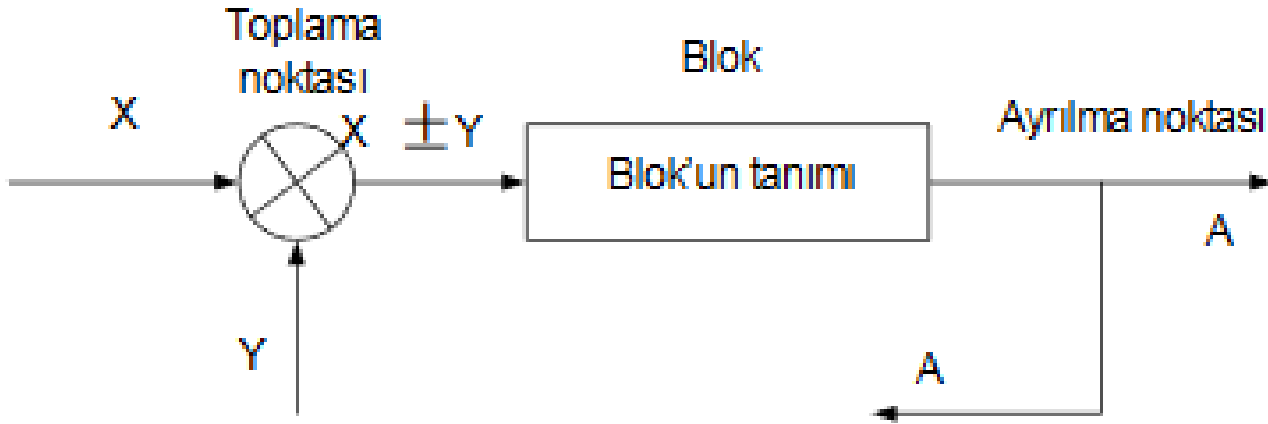 Toplama
noktası
Blok
X
X ± Y
Ayrılma noktası
Blok'un tanımı
A
Y
A